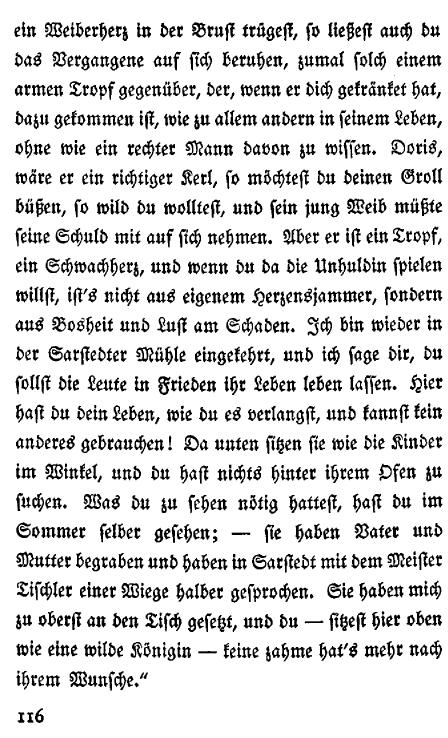 ein Weiberherz in der Brust trügest, so ließest auch du
das Vergangene auf sich beruhen, zumal solch einem
armen Tropf gegenüber, der, wenn er dich gekränket hat,
dazu gekommen ist, wie zu allem andern in seinem Leben,
ohne wie ein rechter Mann davon zu wissen. Doris,
wäre er ein richtiger Kerl, so möchtest du deinen Groll
büßen, so wild du wolltest, und sein jung Weib müßte
seine Schuld mit auf sich nehmen. Aber er ist ein Tropf,
ein Schwachherz, und wenn du da die Unholdin spielen
willst, ist's nicht aus eigenem Herzensjammer, sondern
aus Bosheit und Lust am Schaden. Ich bin wieder in
der Sarstedter Mühle eingekehrt, und ich sage dir, du
sollst die Leute in Frieden ihr Leben leben lassen. Hier
hast du dein Leben, wie du es verlangst, und kannst kein
anderes gebrauchen! Da unten sitzen sie wie die Kinder
im Winkel, und du hast nichts hinter ihrem Ofen zu
suchen. Was du zu sehen nötig hattest, hast du im
Sommer selber gesehen; — sie haben Vater und
Mutter begraben und haben in Sarstedt mit dem Meister
Tischler einer Wiege halber gesprochen. Sie haben mich
zu oberst an den Tisch gesetzt, und du — sitzest hier oben
wie eine wilde Königin — keine zahme hat's mehr nach
ihrem Wunsche."
116